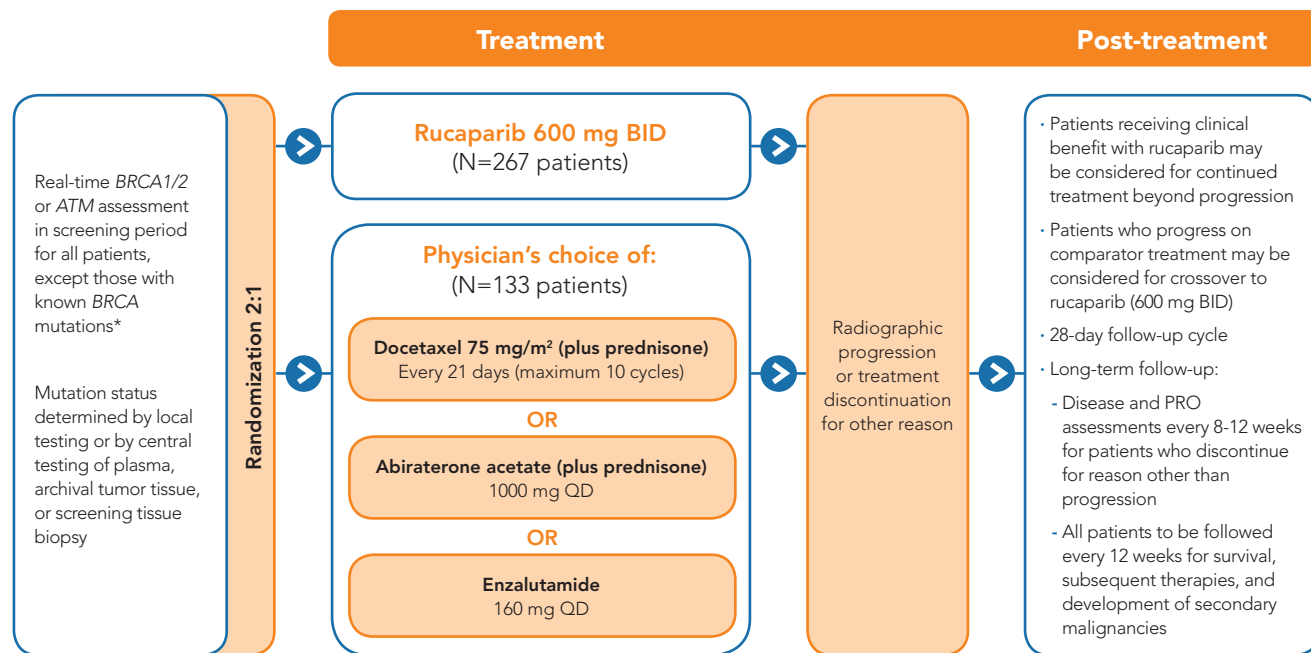 Treatment
Post-treatment
Real-time BRCA1/2
or ATM assessment
in screening period
for all patients,
except those with
known BRCA
mutations*
Mutation status
determined by local
testing or by central
testing of plasma,
archival tumor tissue,
or screening tissue
biopsy
Randomization 2:1
Rucaparib 600 mg BID
(N=267 patients)
Physician’s choice of:
(N=133 patients)
Docetaxel 75 mg/m² (plus prednisone)
Every 21 days (maximum 10 cycles)
OR
Abiraterone acetate (plus prednisone)
1000 mg QD
OR
Enzalutamide
160 mg QD
Radiographic
progression
or treatment
discontinuation
for other reason
· Patients receiving clinical
benefit with rucaparib may
be considered for continued
treatment beyond progression
· Patients who progress on
comparator treatment may be
considered for crossover to
rucaparib (600 mg BID)
· 28-day follow-up cycle
· Long-term follow-up:
- Disease and PRO
assessments every 8-12 weeks
for patients who discontinue
for reason other than
progression
- All patients to be followed
every 12 weeks for survival,
subsequent therapies, and
development of secondary
malignancies